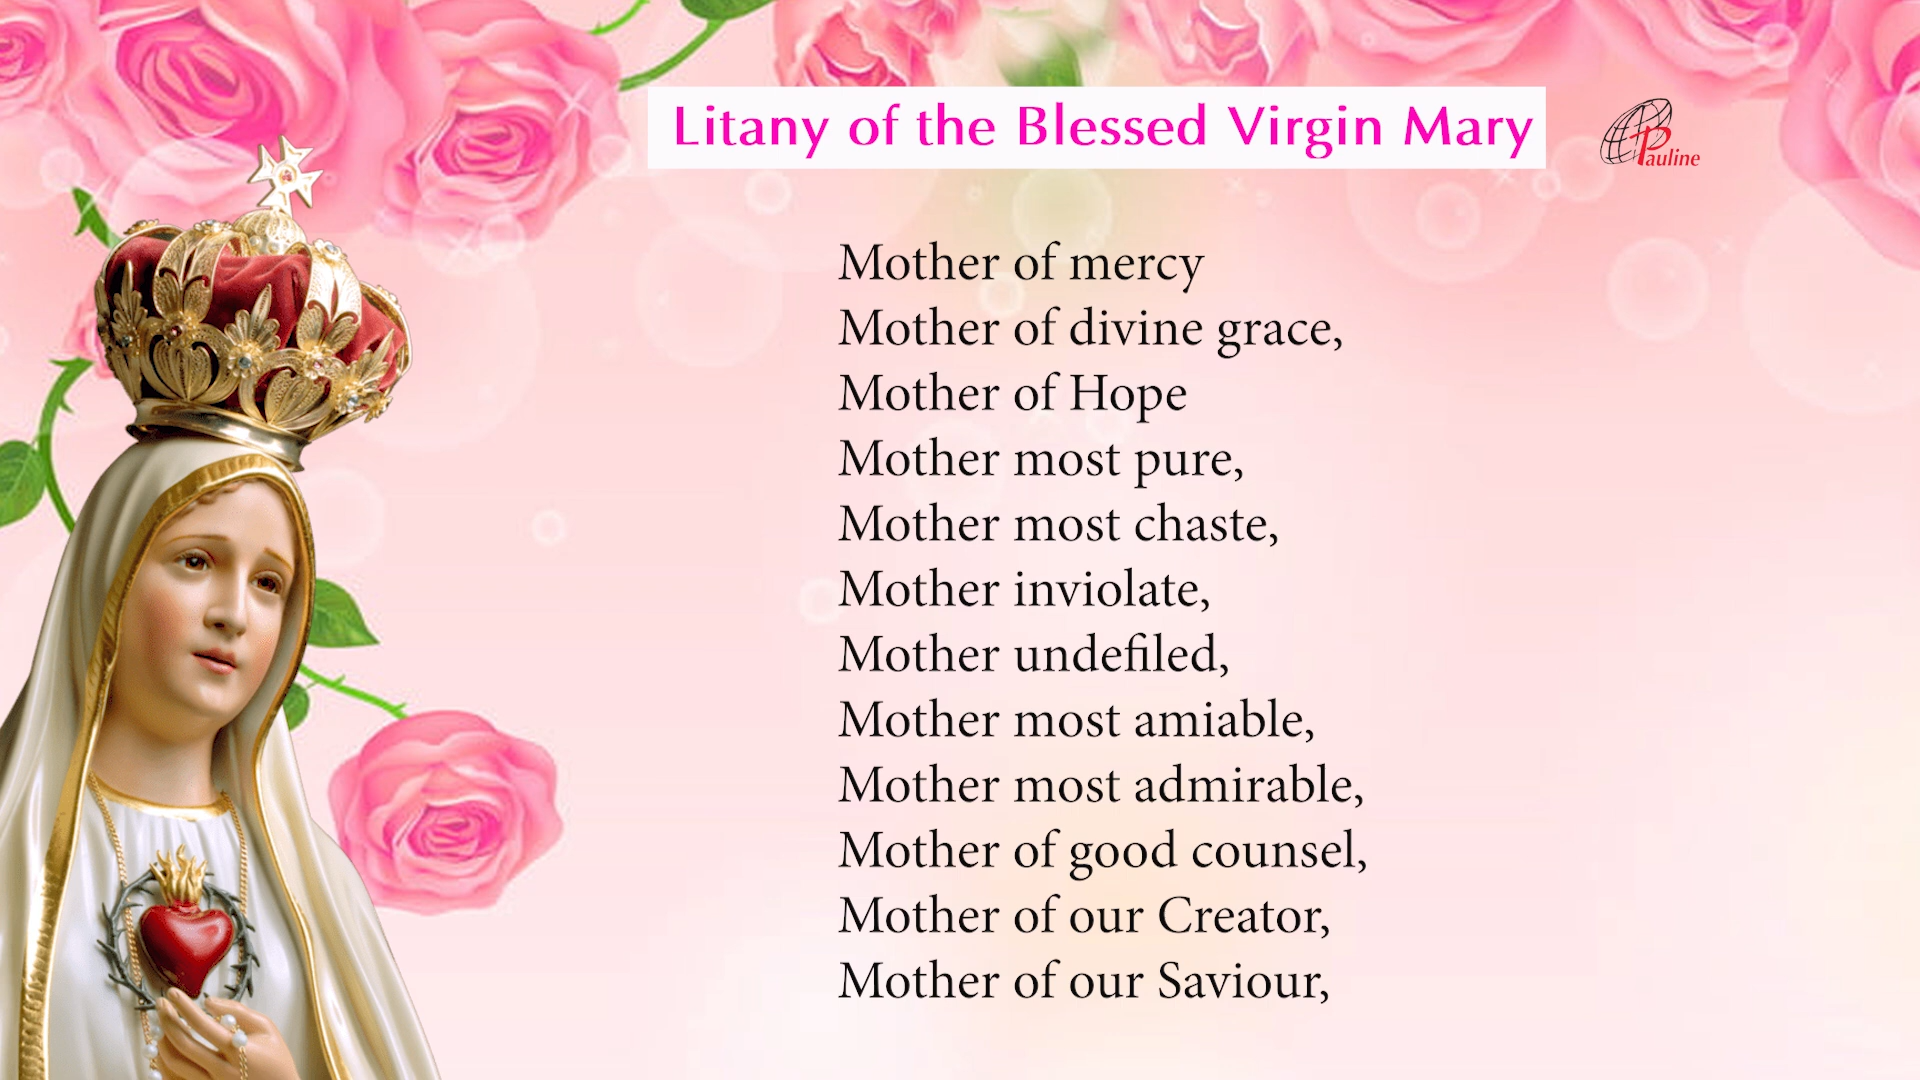 Litany of the Blessed Virgin Mary
Pauline
Mother of mercy
Mother of divine grace,
Mother of Hope
Mother most pure,
Mother most chaste,
Mother inviolate,
Mother undefiled,
Mother most amiable,
Mother most admirable,
Mother of good counsel,
Mother of our Creator,
Mother of our Saviour,